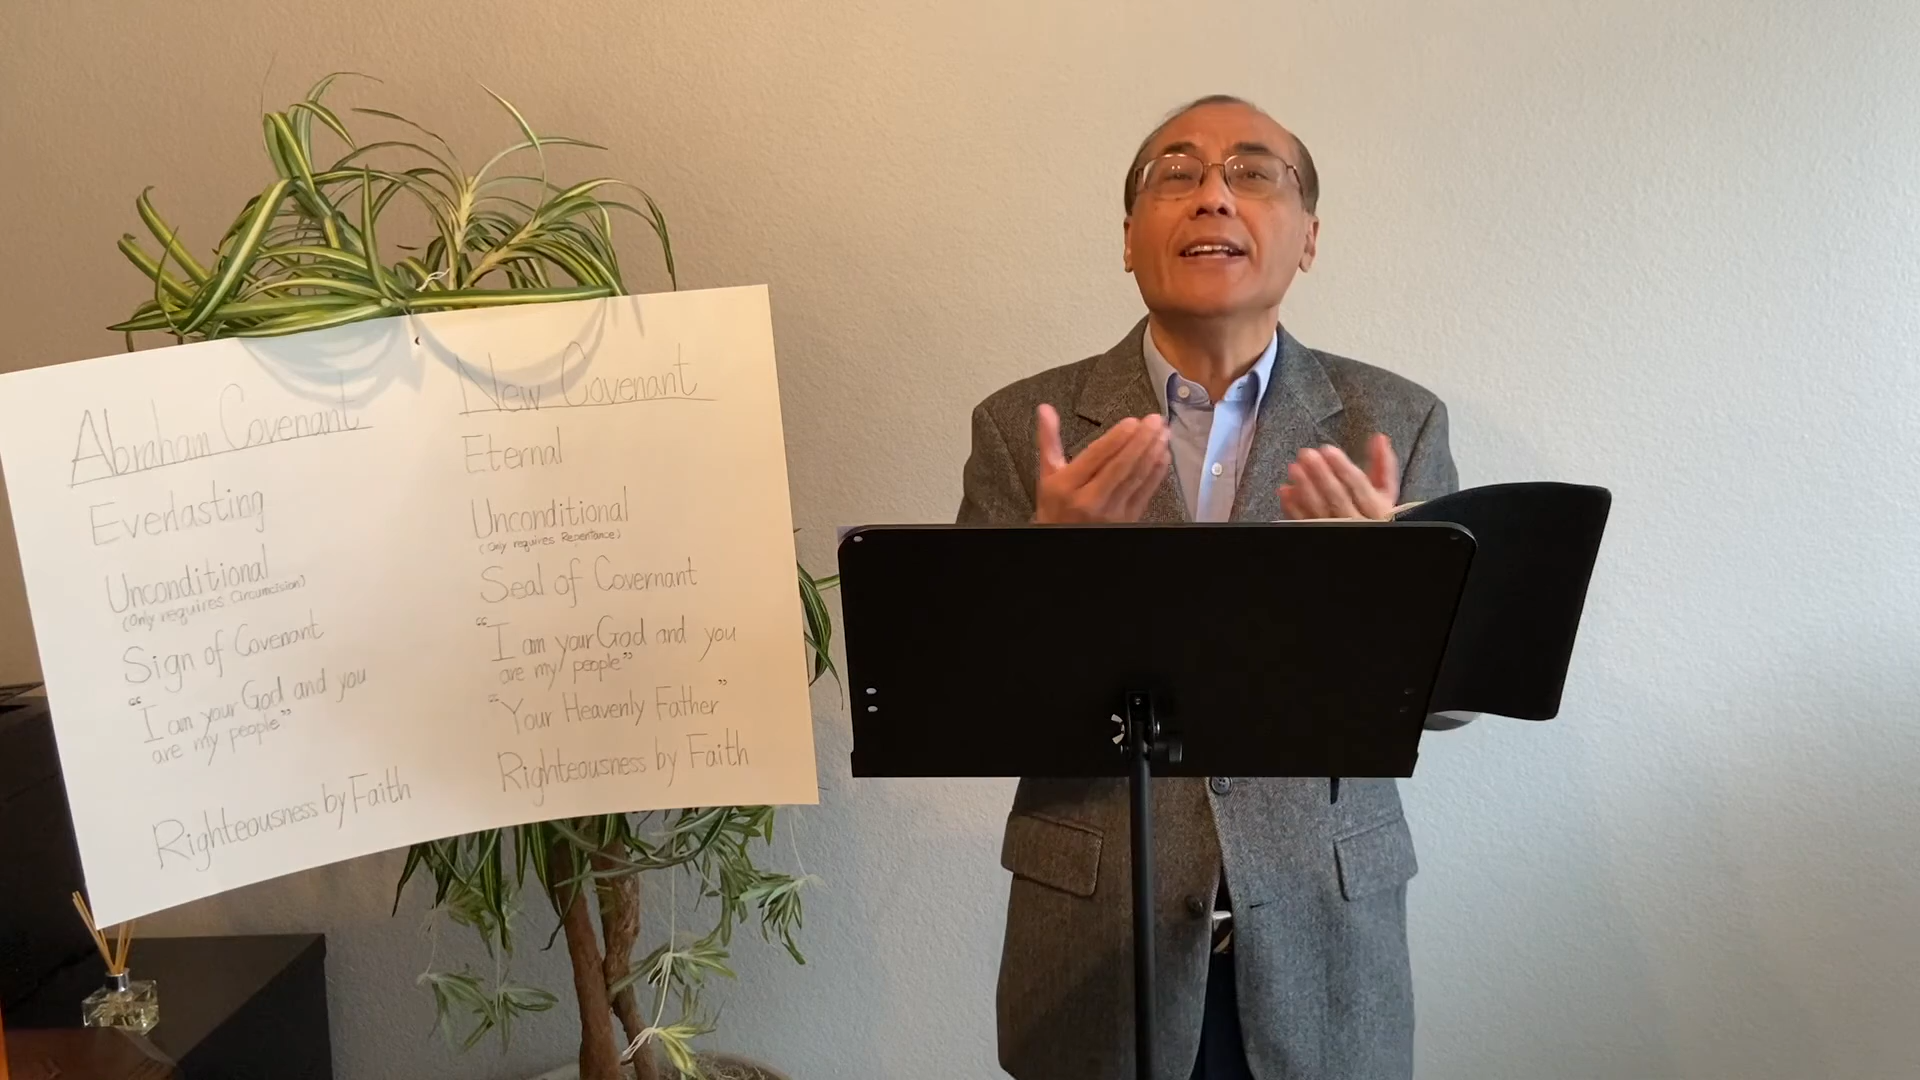 Abraham Covenant
Everlasting
Unconditional
(Only requires Circumcision)
Sign of Covenant
“I am your God and you
are my people”
Righteousness by Faith
New Covenant
Eternal
Unconditional
(Only requires Repentance)
Seal of Covernant
“I am your God and you
are my people”
“Your Heavenly Father”
Righteousness by Faith